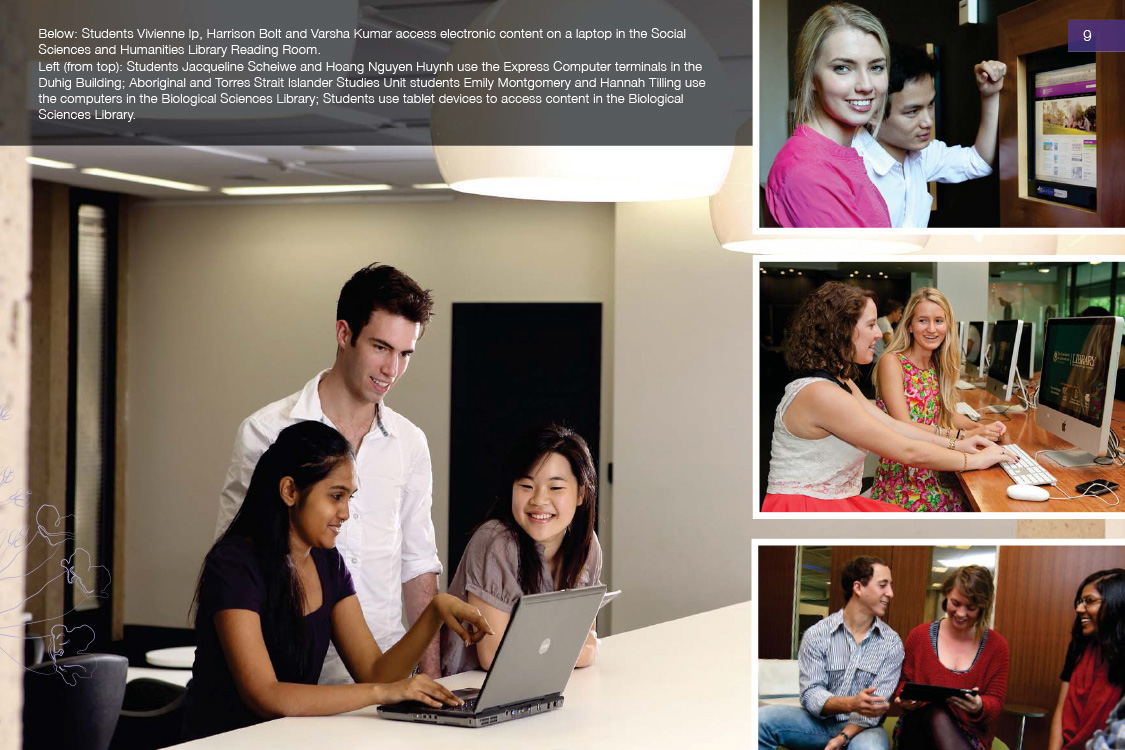 Below: Students Vivienne Ip, Harrison Bolt and Varsha Kumar access electronic content on a laptop in the Social
Sciences and Humanities Library Reading Room.
Left (from top): Students Jacqueline Scheiwe and Hoang Nguyen Huynh use the Express Computer terminals in the
Duhig Building; Aboriginal and Torres Strait Islander Studies Unit students Emily Montgomery and Hannah Tilling use
the computers in the Biological Sciences Library; Students use tablet devices to access content in the Biological
Sciences Library.
9
LIBRARY